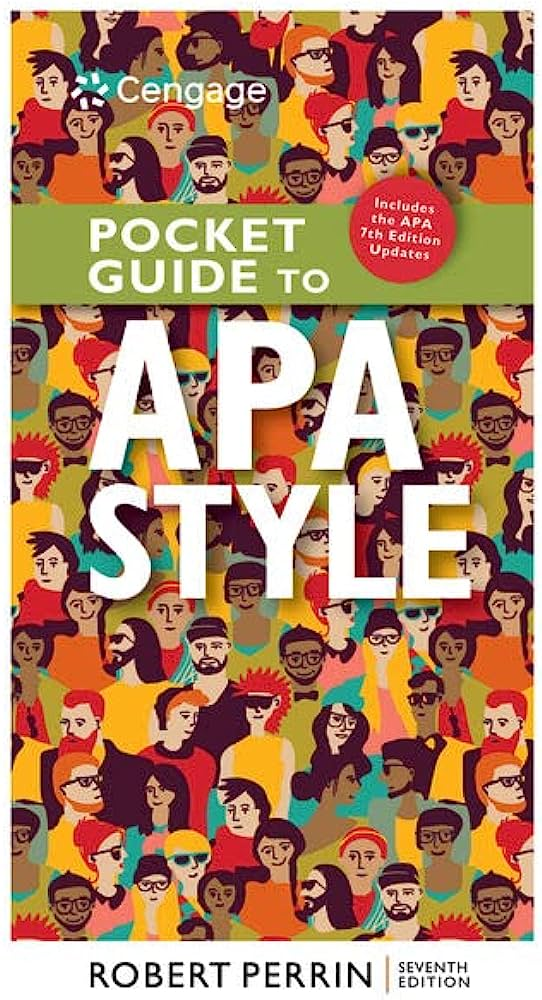 Cengage
POCKET
GUIDE TO
Includes
the APA
7th Edition
Updates
APA
STYLE
ROBERT PERRIN
SEVENTH
EDITION